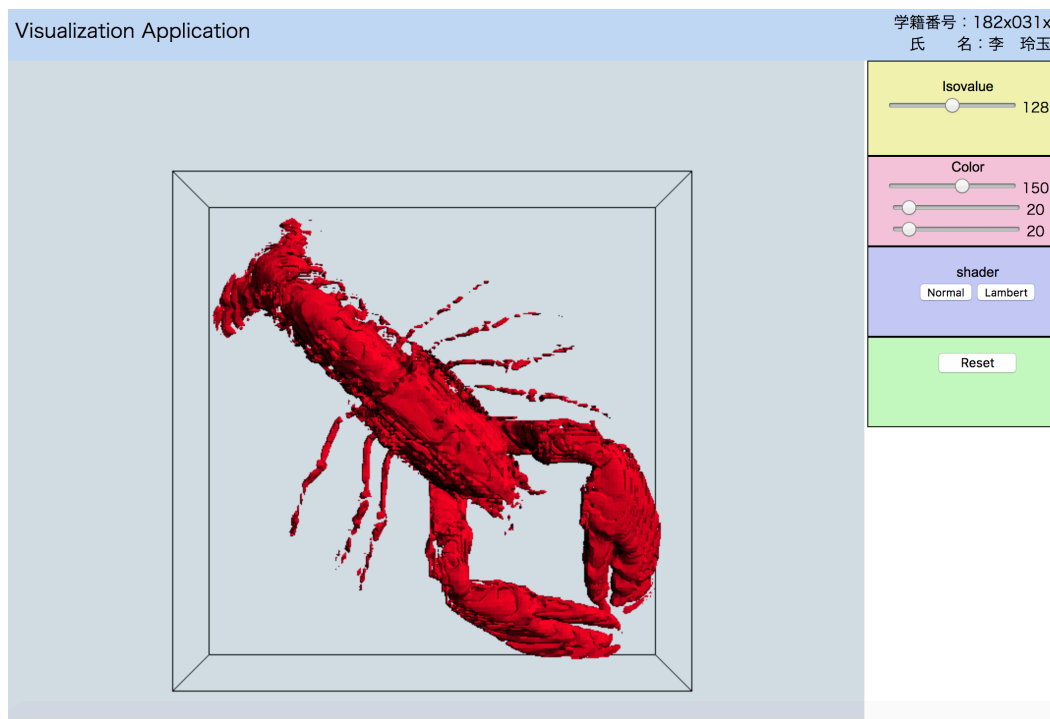 Visualization Application
学籍番号：182x031x
氏　　名：李　玲玉
Isovalue
128
Color
150
20
20
shader
Normal Lambert
Reset